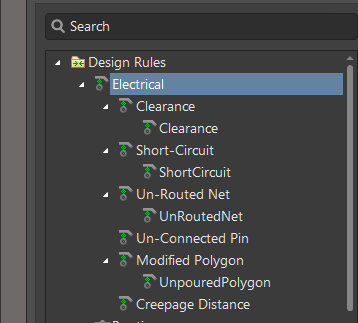 Search
Design Rules
Electrical
Clearance
Clearance
Short-Circuit
ShortCircuit
Un-Routed Net
UnRoutedNet
Un-Connected Pin
Modified Polygon
UnpouredPolygon
Creepage Distance